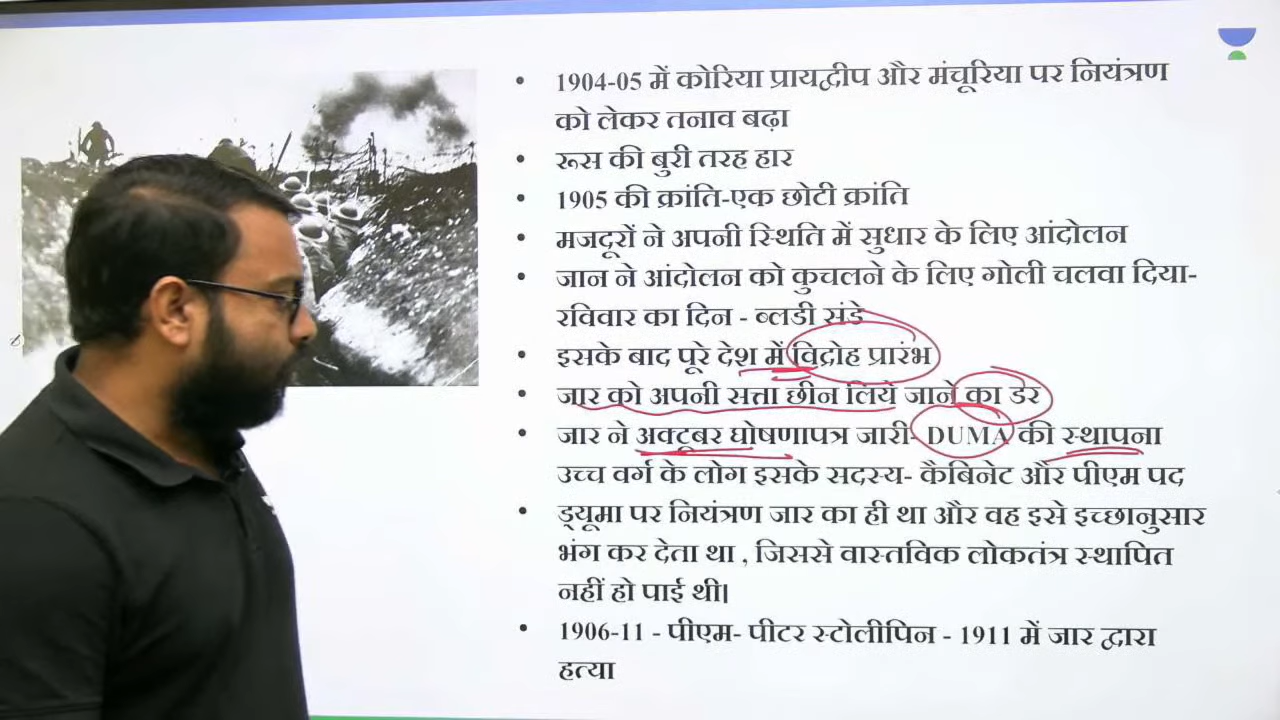 • 1904-05 में कोरिया प्रायद्वीप और मंचूरिया पर नियंत्रण
को लेकर तनाव बढ़ा
• रूस की बुरी तरह हार
• 1905 की क्रांति-एक छोटी क्रांति
• मजदूरों ने अपनी स्थिति में सुधार के लिए आंदोलन
• जान ने आंदोलन को कुचलने के लिए गोली चलवा दिया-
रविवार का दिन - ब्लडी संडे
• इसके बाद पूरे देश में विद्रोह प्रारंभ
• जार को अपनी सत्ता छीन लिये जाने का डर
• जार ने अक्टूबर घोषणापत्र जारी- DUMA की स्थापना
उच्च वर्ग के लोग इसके सदस्य- कैबिनेट और पीएम पद
• ड्यूमा पर नियंत्रण जार का ही था और वह इसे इच्छानुसार
भंग कर देता था , जिससे वास्तविक लोकतंत्र स्थापित
नहीं हो पाई थी।
• 1906-11 - पीएम- पीटर स्टोलीपिन - 1911 में जार द्वारा
हत्या